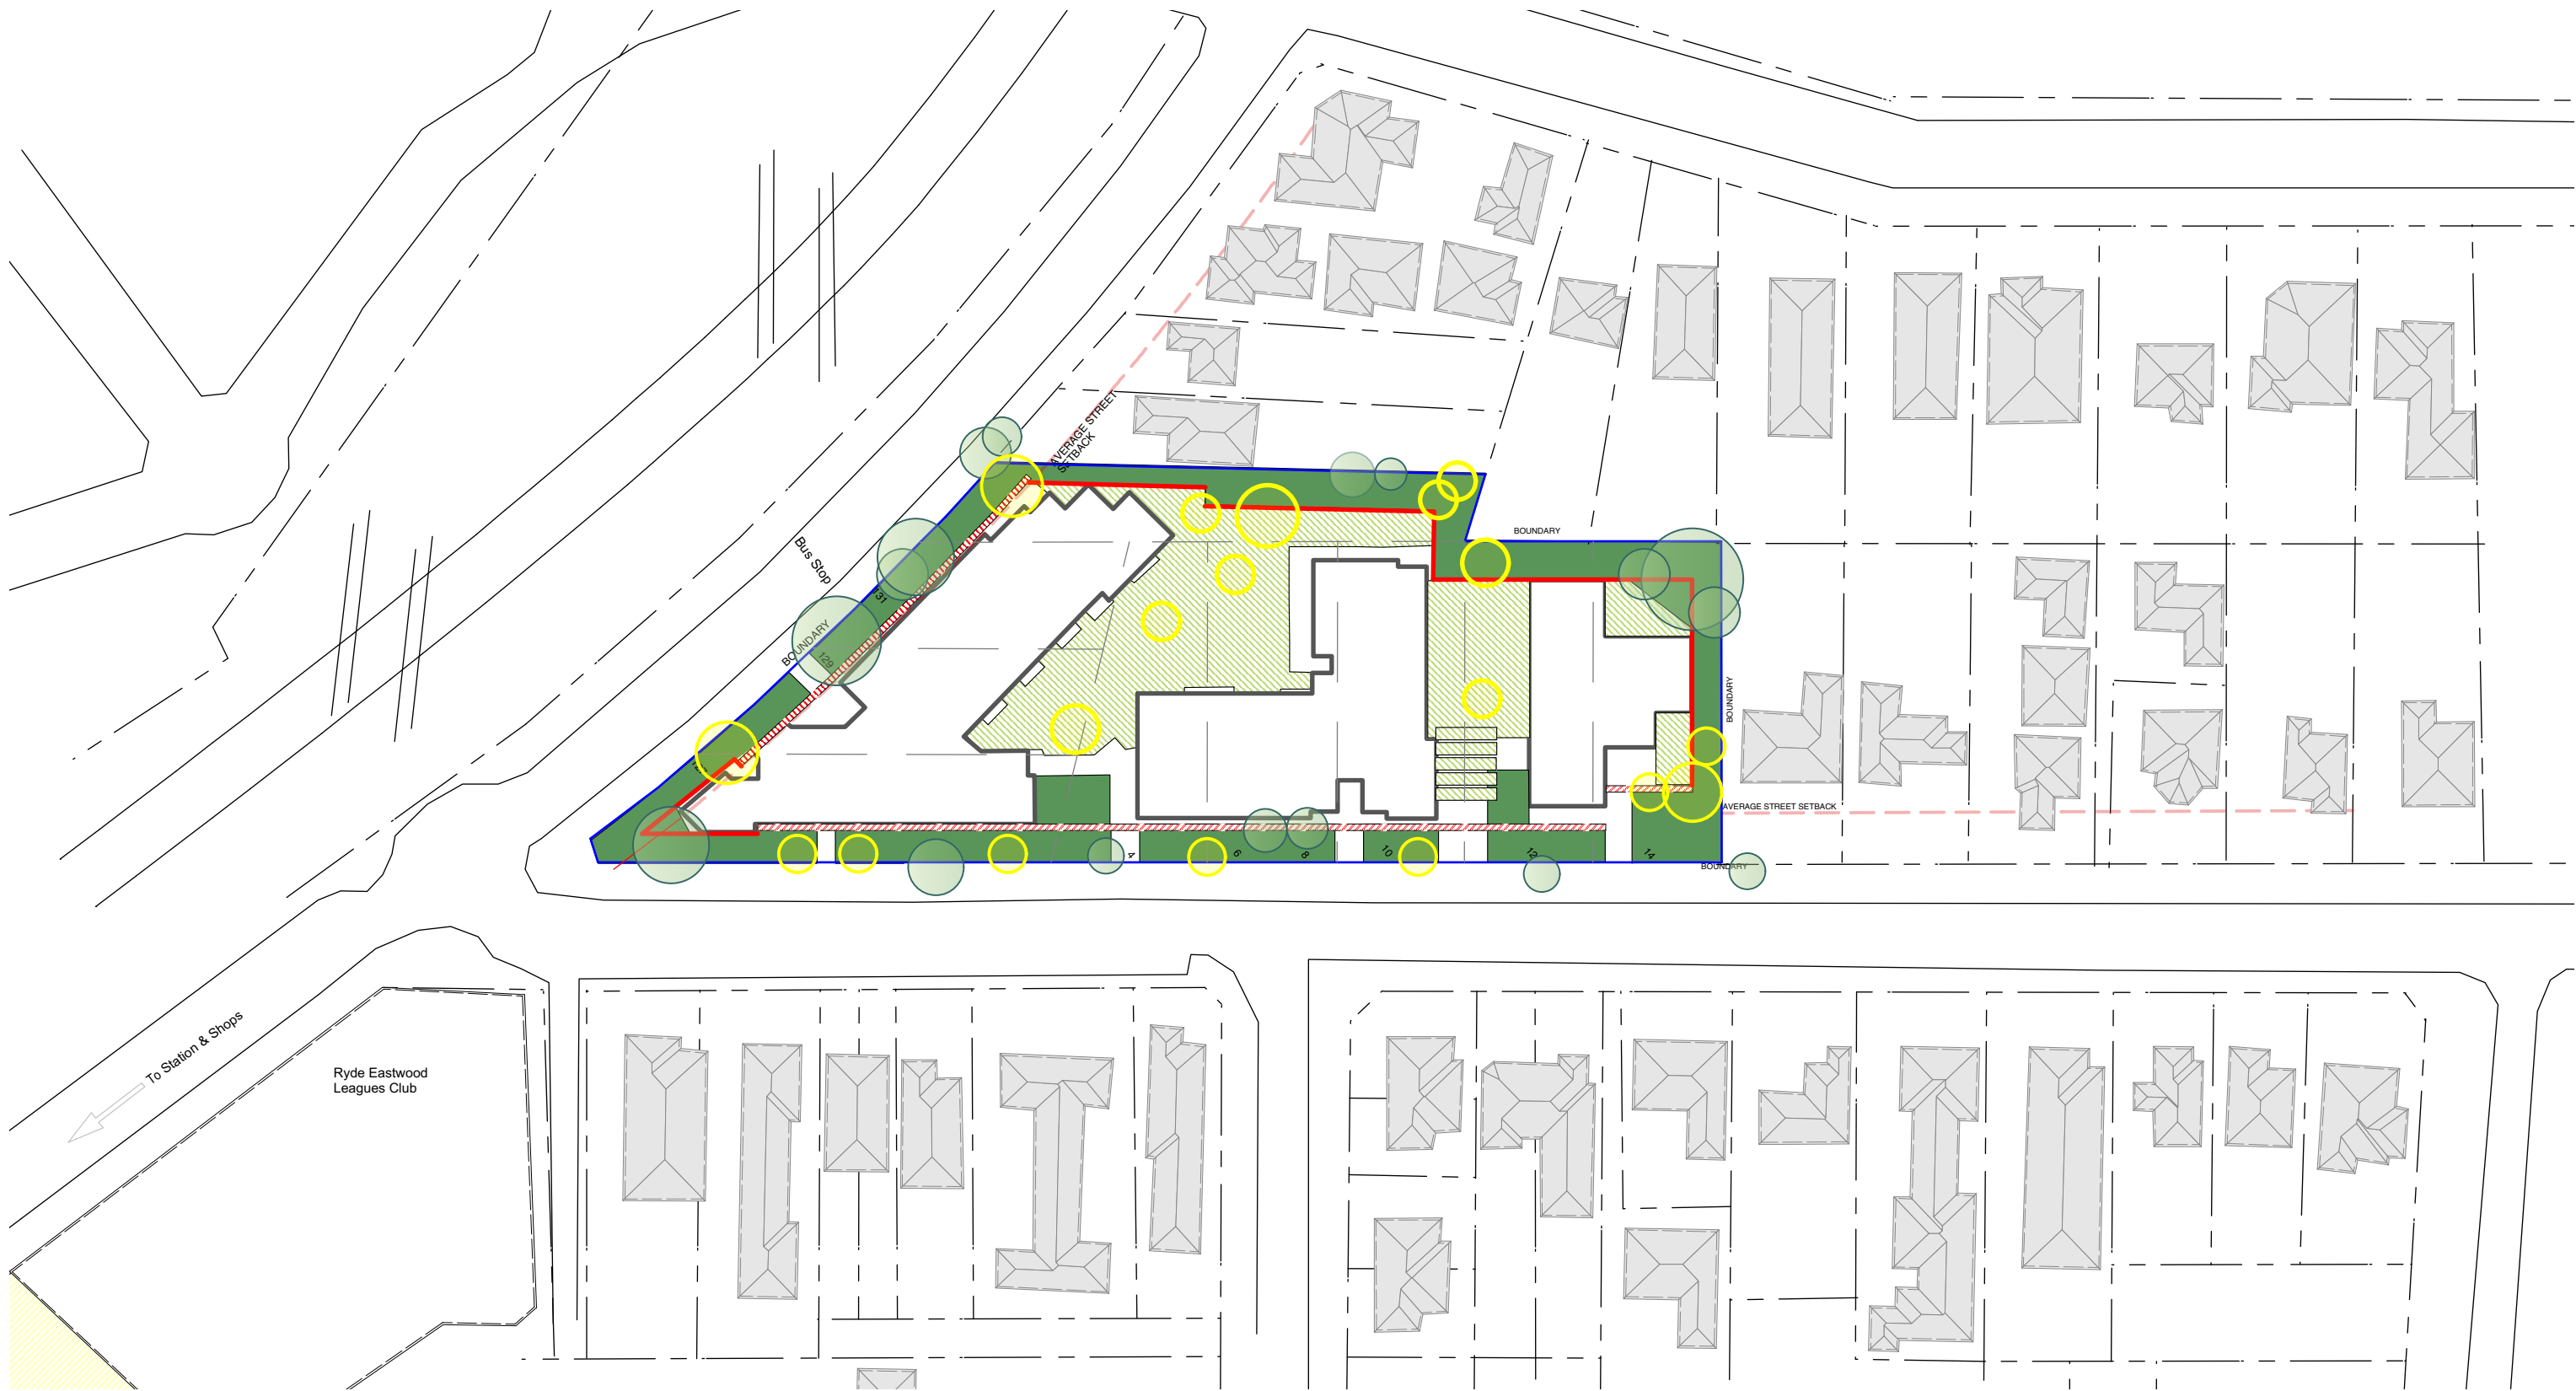 AVERAGE STREET
SETBACK
BOUNDARY
Bus Stop
131
BOUNDARY
129
BOUNDARY
AVERAGE STREET SETBACK
4
6
8
10
12
14
BOUNDARY
To Station & Shops
Ryde Eastwood
Leagues Club